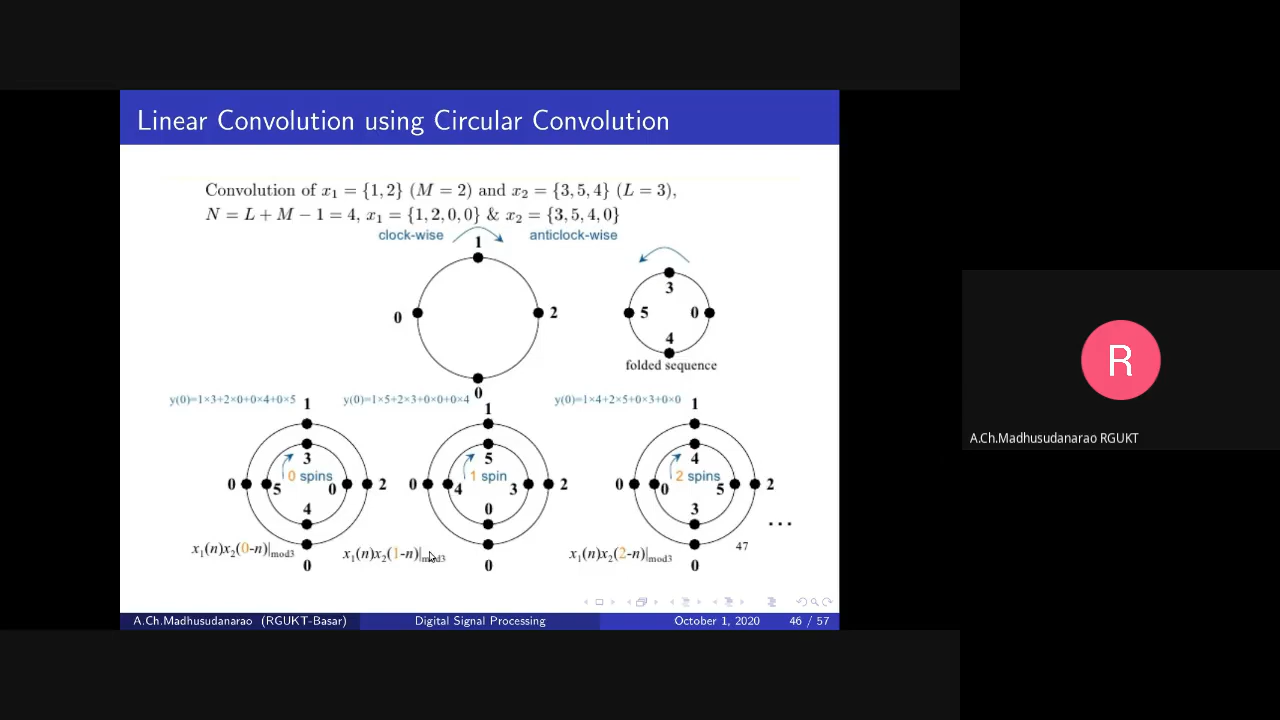 Linear Convolution using Circular Convolution
Convolution of x₁ = {1, 2} (M = 2) and x₂ = {3, 5, 4} (L = 3),
N = L + M − 1 = 4, x₁ = {1, 2, 0, 0} & x₂ = {3, 5, 4, 0}
clock-wise
anticlock-wise
1
0
2
0
3
5
0
4
folded sequence
y(0)=1×3+2×0+0×4+0×5
1
3
0 spins
0
5
0
2
4
0
x₁(n)x₂(0-n)|mod3
y(0)=1×5+2×3+0×0+0×4
1
5
1 spin
0
4
3
2
0
0
x₁(n)x₂(1-n)|mod3
y(0)=1×4+2×5+0×3+0×0
1
4
2 spins
0
0
5
2
3
0
x₁(n)x₂(2-n)|mod3
...
47
A.Ch.Madhusudanarao (RGUKT-Basar)
Digital Signal Processing
October 1, 2020
46 / 57
R
A.Ch.Madhusudanarao RGUKT